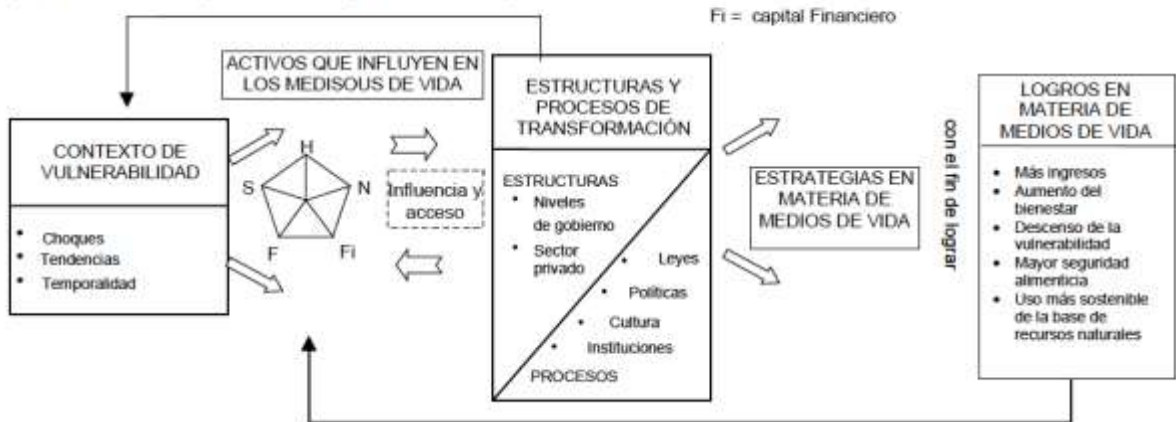 Fi = capital Financiero
ACTIVOS QUE INFLUYEN EN
LOS MEDISOUS DE VIDA
CONTEXTO DE
VULNERABILIDAD
• Choques
• Tendencias
• Temporalidad
H
S
N
F
Fi
Influencia y
acceso
ESTRUCTURAS Y
PROCESOS DE
TRANSFORMACIÓN
ESTRUCTURAS
• Niveles
de gobierno
• Sector
privado
• Leyes
• Políticas
• Cultura
• Instituciones
PROCESOS
ESTRATEGIAS EN
MATERIA DE
MEDIOS DE VIDA
con el fin de lograr
LOGROS EN
MATERIA DE
MEDIOS DE VIDA
• Más ingresos
• Aumento del
bienestar
• Descenso de la
vulnerabilidad
• Mayor seguridad
alimenticia
• Uso más sostenible
de la base de
recursos naturales